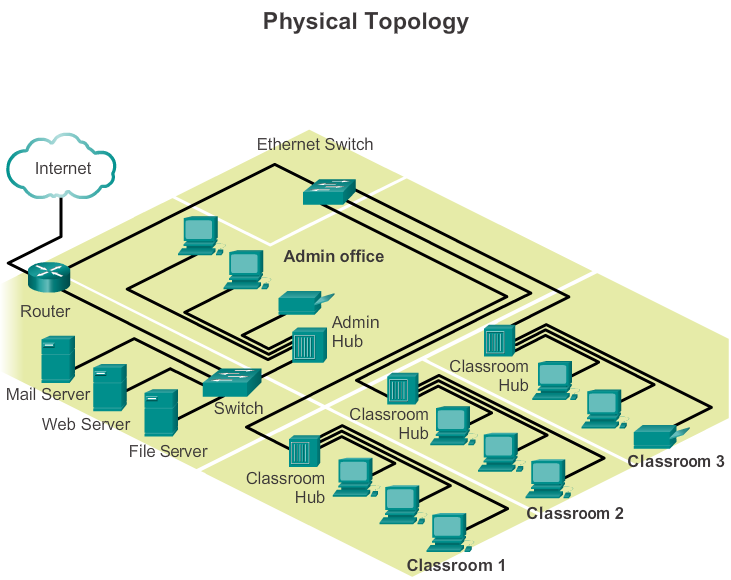 Physical Topology
Ethernet Switch
Internet
Admin office
Router
Admin
Hub
Mail Server
Web Server
File Server
Switch
Classroom
Hub
Classroom
Hub
Classroom
Hub
Classroom 3
Classroom 2
Classroom 1